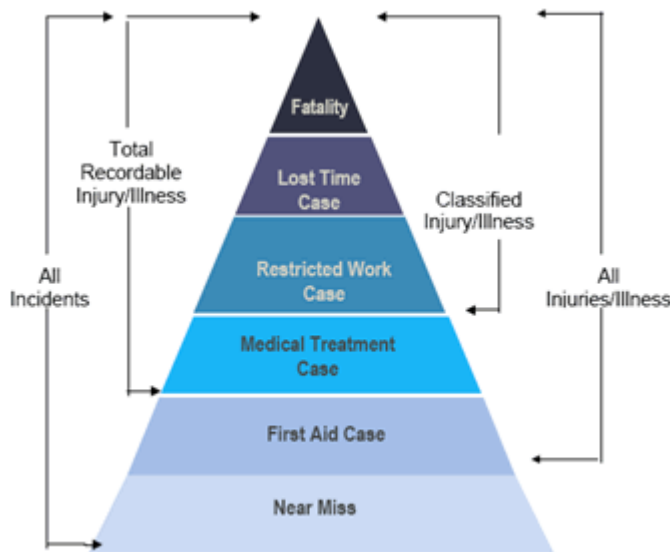 Fatality
Total
Recordable
Injury/Illness
Lost Time
Case
Classified
Injury/Illness
All
Incidents
Restricted Work
Case
All
Injuries/Illness
Medical Treatment
Case
First Aid Case
Near Miss